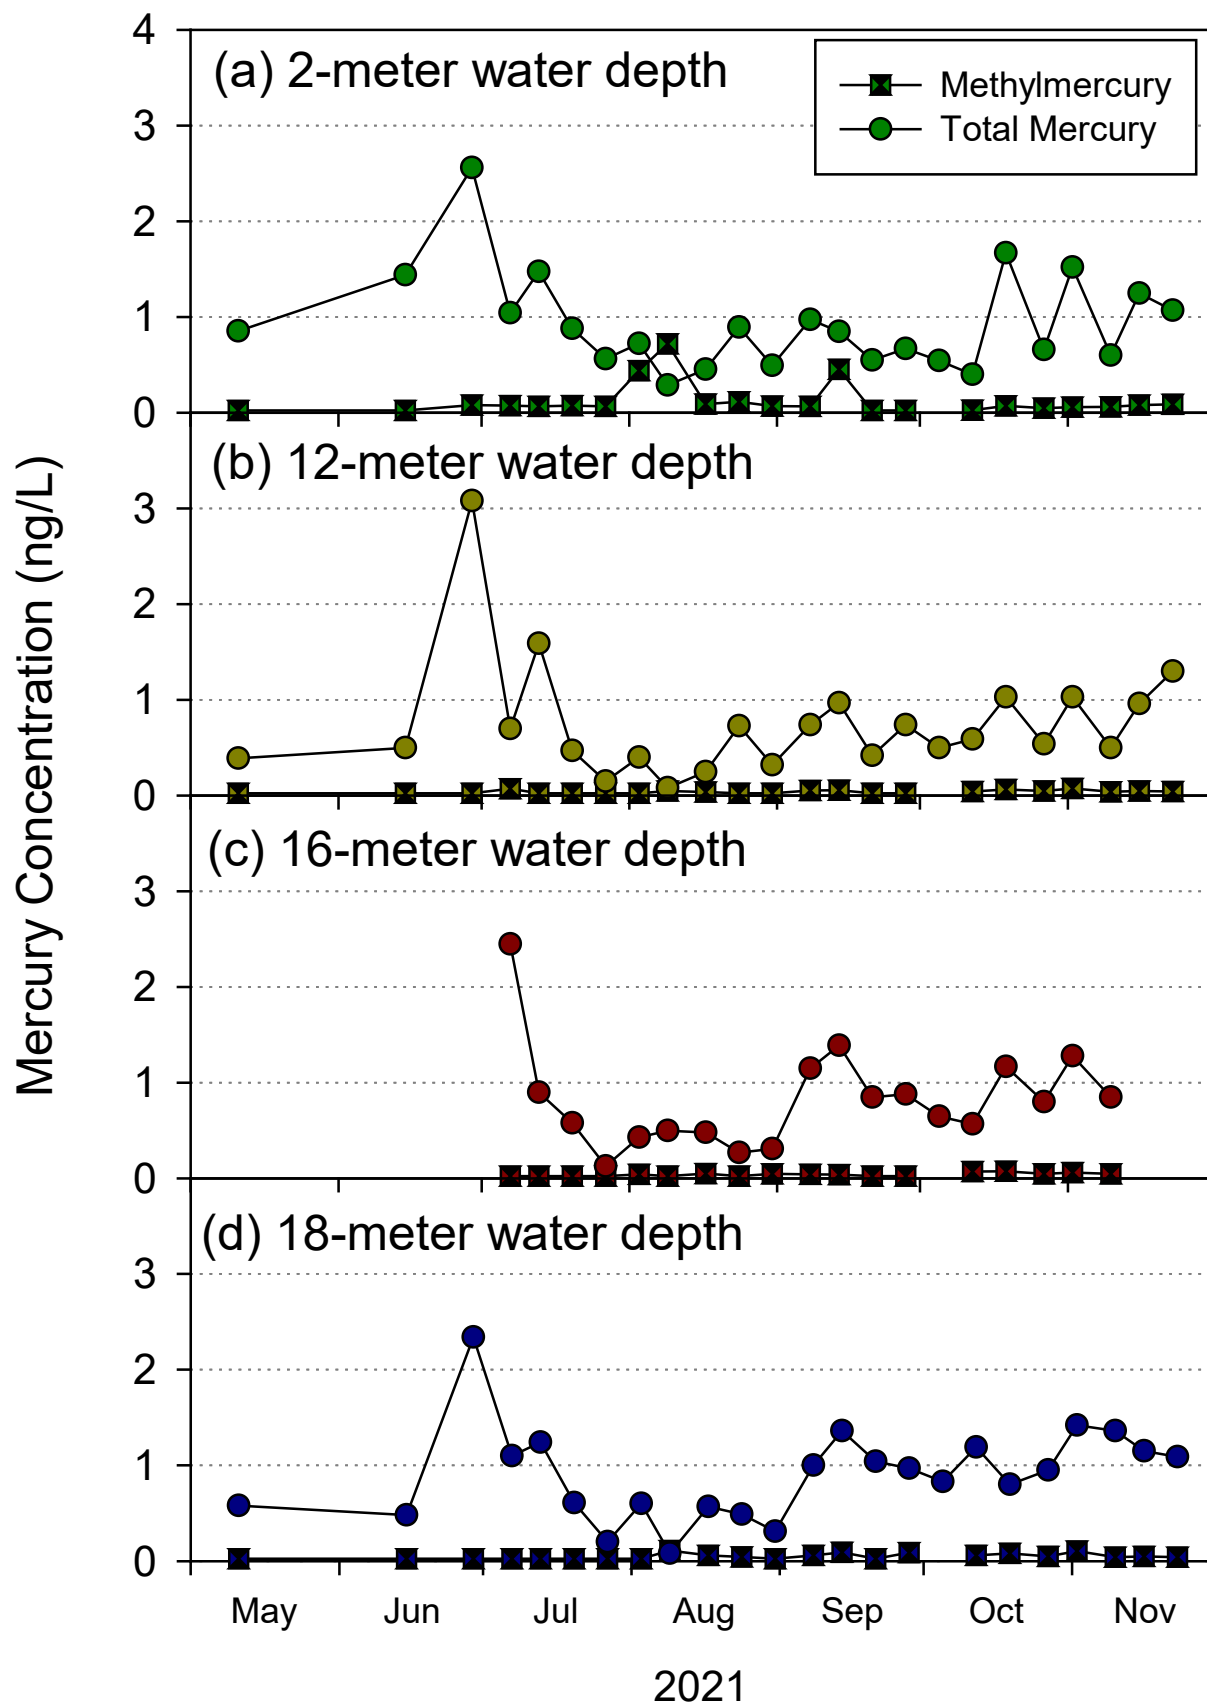 (a) 2-meter water depth
Methylmercury
Total Mercury
4
3
2
1
0
(b) 12-meter water depth
3
2
1
0
(c) 16-meter water depth
3
2
1
0
(d) 18-meter water depth
3
2
1
0
Mercury Concentration (ng/L)
May Jun Jul Aug Sep Oct Nov
2021